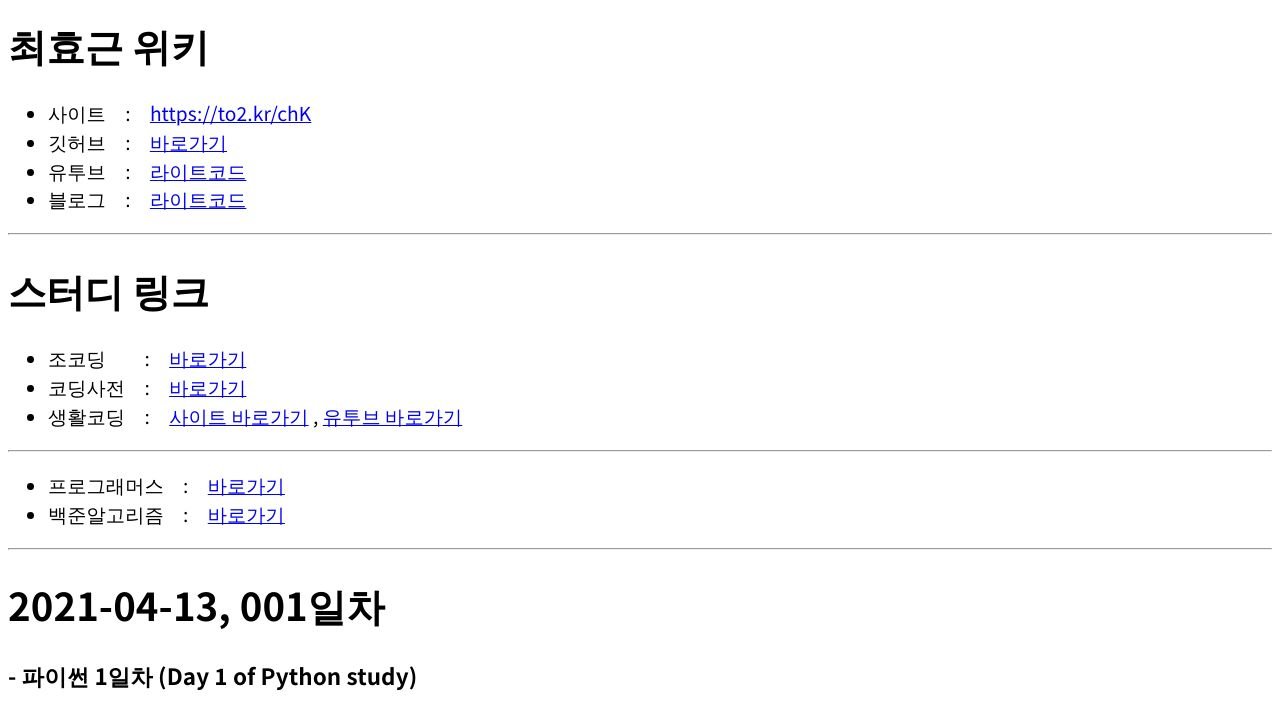 최효근 위키
사이트 : https://to2.kr/chK
깃허브 : 바로가기
유투브 : 라이트코드
블로그 : 라이트코드
스터디 링크
조코딩 : 바로가기
코딩사전 : 바로가기
생활코딩 : 사이트 바로가기 , 유투브 바로가기
프로그래머스 : 바로가기
백준알고리즘 : 바로가기
2021-04-13, 001일차
- 파이썬 1일차 (Day 1 of Python study)